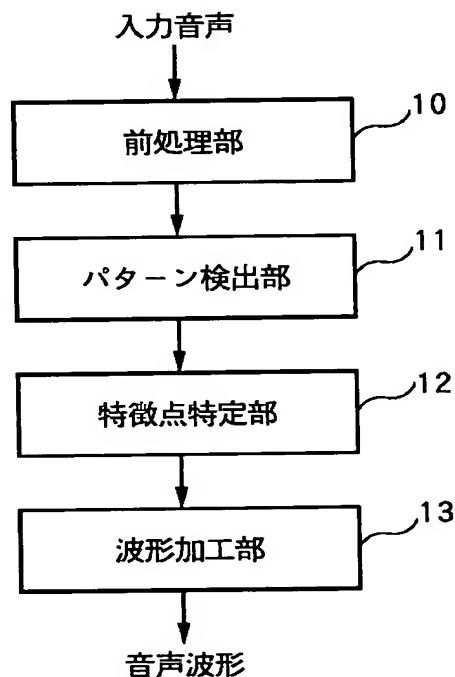 入力音声
前処理部
10
パターン検出部
11
特徴点特定部
12
波形加工部
13
音声波形